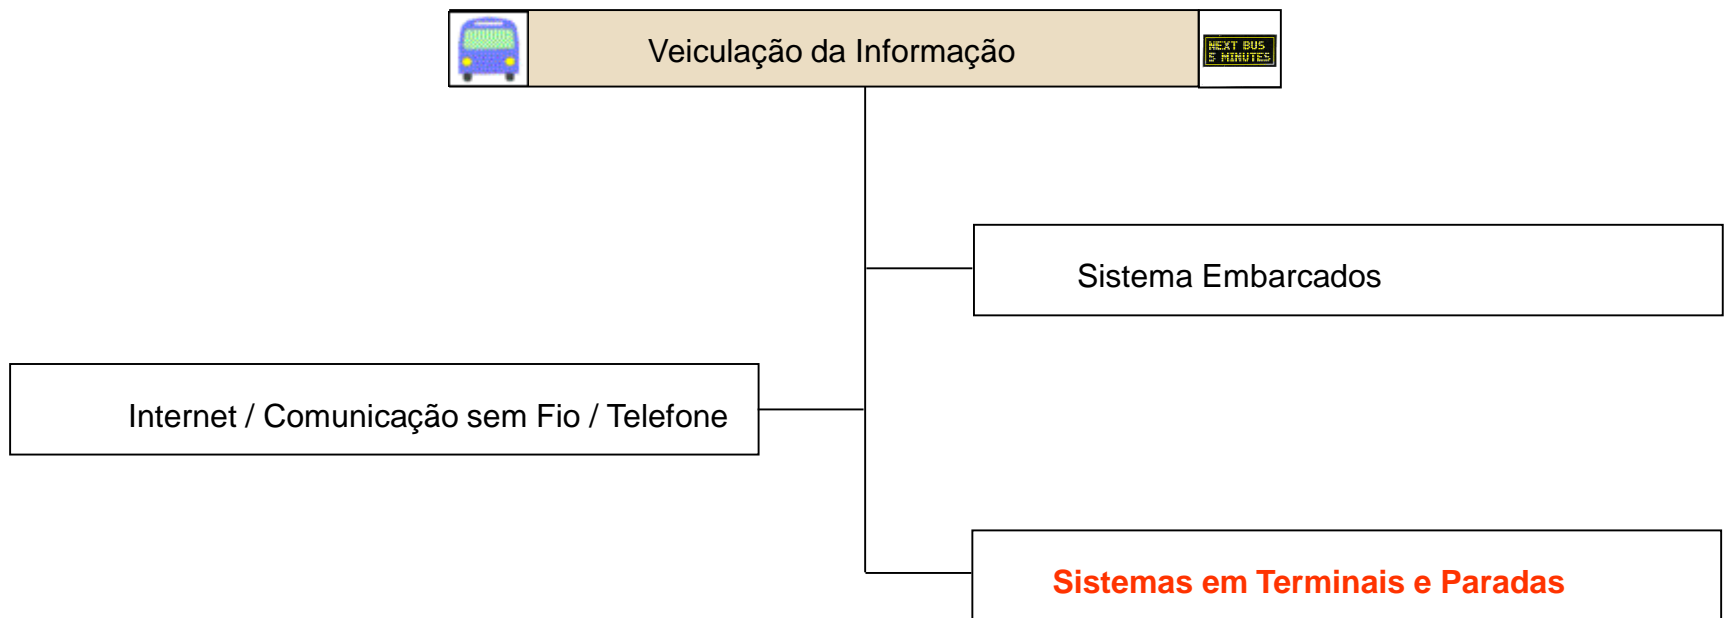 Veiculação da Informação
NEXT BUS
5 MINUTES
Sistema Embarcados
Internet / Comunicação sem Fio / Telefone
Sistemas em Terminais e Paradas